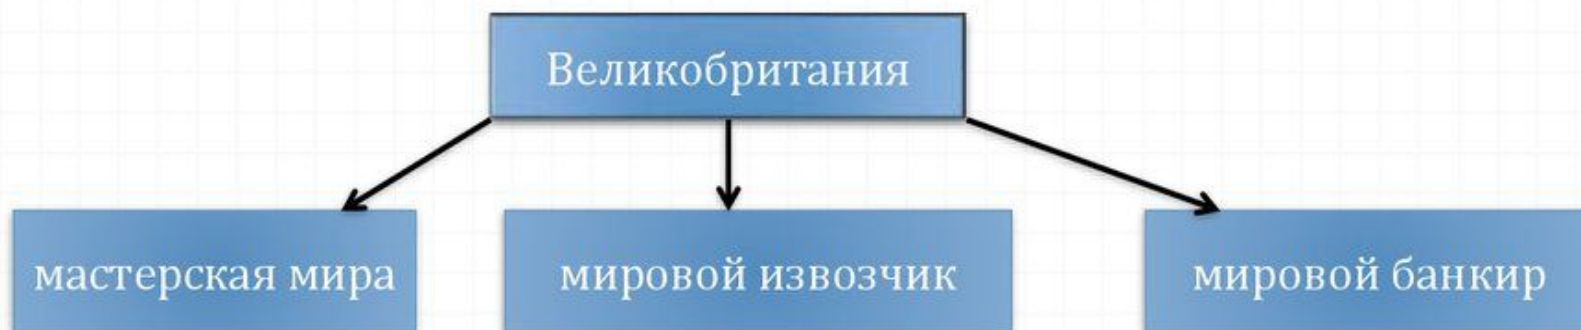 Великобритания
мастерская мира
мировой извозчик
мировой банкир